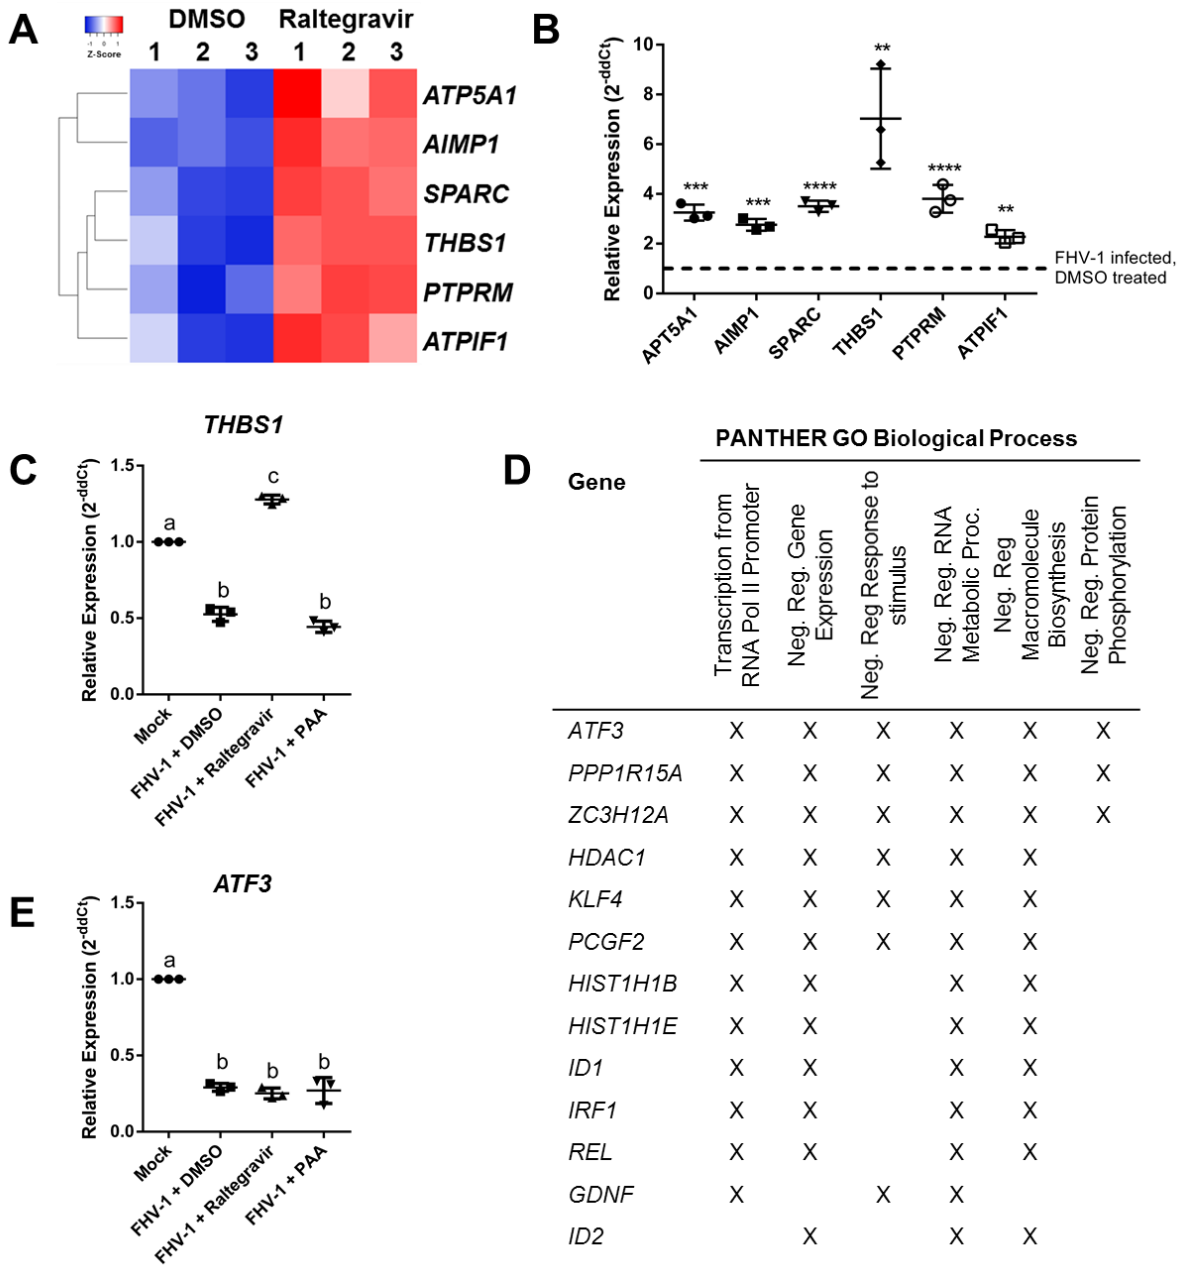 A
DMSO Raltegravir
-1 0 1
Z-Score
1 2 3 1 2 3
ATP5A1
AIMP1
SPARC
THBS1
PTPRM
ATPIF1
B
Relative Expression (2-ddCt)
10
8
6
4
2
0
***
***
****
**
****
**
FHV-1 infected,
DMSO treated
APT5A1
AIMP1
SPARC
THBS1
PTPRM
ATPIF1
C
THBS1
Relative Expression (2-ddCt)
1.5
1.0
0.5
0.0
a
b
c
b
Mock
FHV-1 + DMSO
FHV-1 + Raltegravir
FHV-1 + PAA
D
PANTHER GO Biological Process
Gene
Transcription from
RNA Pol II Promoter
Neg. Reg. Gene
Expression
Neg. Reg Response to
stimulus
Neg. Reg. RNA
Metabolic Proc.
Neg. Reg
Macromolecule
Biosynthesis
Neg. Reg. Protein
Phosphorylation
ATF3 X X X X X X
PPP1R15A X X X X X X
ZC3H12A X X X X X X
HDAC1 X X X X X
KLF4 X X X X X
PCGF2 X X X X X
HIST1H1B X X X X
HIST1H1E X X X X
ID1 X X X X
IRF1 X X X X
REL X X X X
GDNF X X X
ID2 X X X
E
ATF3
Relative Expression (2-ddCt)
1.5
1.0
0.5
0.0
a
b
b
b
Mock
FHV-1 + DMSO
FHV-1 + Raltegravir
FHV-1 + PAA